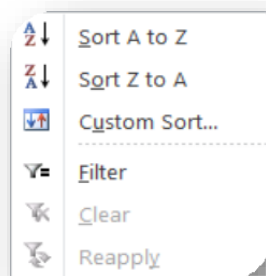 Sort A to Z
Sort Z to A
Custom Sort...
Filter
Clear
Reapply